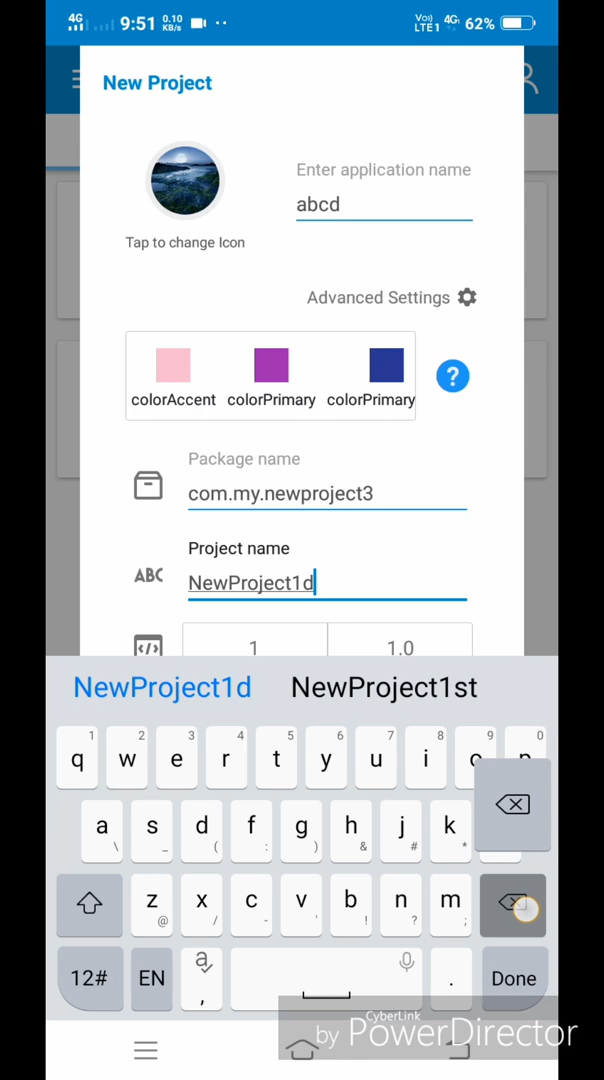 4G 9:51 0.10 KB/s VoJ) LTE1 4G 62%
New Project
Enter application name
abcd
Tap to change Icon
Advanced Settings
?
colorAccent colorPrimary colorPrimary
Package name
com.my.newproject3
Project name
ABC
NewProject1d
</>
1 1.0
NewProject1d NewProject1st
1 2 3 4 5 6 7 8 9 0
q w e r t y u i o p
a s d f g h j k
\ _ ( : ) & # *
z x c v b n m
@ / - ' ! ? ;
12# EN a , . Done
CyberLink
by PowerDirector